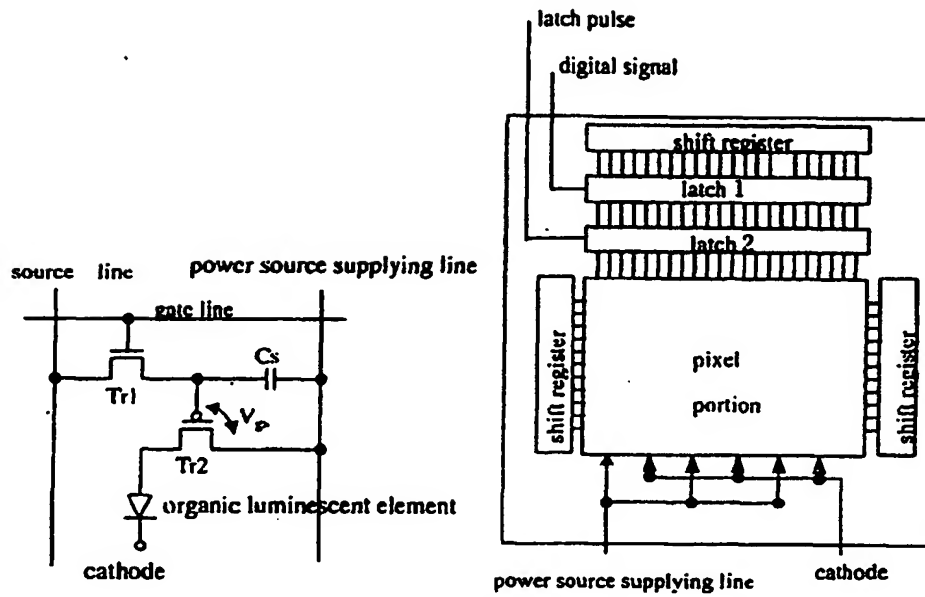 latch pulse
digital signal
shift register
latch 1
latch 2
source line
power source supplying line
gate line
Cs
Tr1
Tr2
organic luminescent element
cathode
shift register
pixel
portion
shift register
power source supplying line
cathode